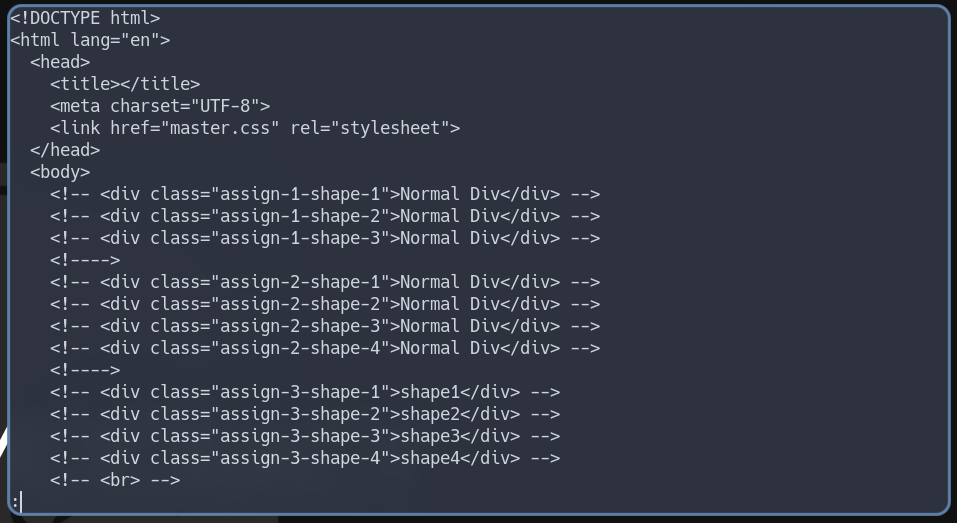 <!DOCTYPE html>
<html lang="en">
  <head>
    <title></title>
    <meta charset="UTF-8">
    <link href="master.css" rel="stylesheet">
  </head>
  <body>
    <!-- <div class="assign-1-shape-1">Normal Div</div> -->
    <!-- <div class="assign-1-shape-2">Normal Div</div> -->
    <!-- <div class="assign-1-shape-3">Normal Div</div> -->
    <!---->
    <!-- <div class="assign-2-shape-1">Normal Div</div> -->
    <!-- <div class="assign-2-shape-2">Normal Div</div> -->
    <!-- <div class="assign-2-shape-3">Normal Div</div> -->
    <!-- <div class="assign-2-shape-4">Normal Div</div> -->
    <!---->
    <!-- <div class="assign-3-shape-1">shape1</div> -->
    <!-- <div class="assign-3-shape-2">shape2</div> -->
    <!-- <div class="assign-3-shape-3">shape3</div> -->
    <!-- <div class="assign-3-shape-4">shape4</div> -->
    <!-- <br> -->
: